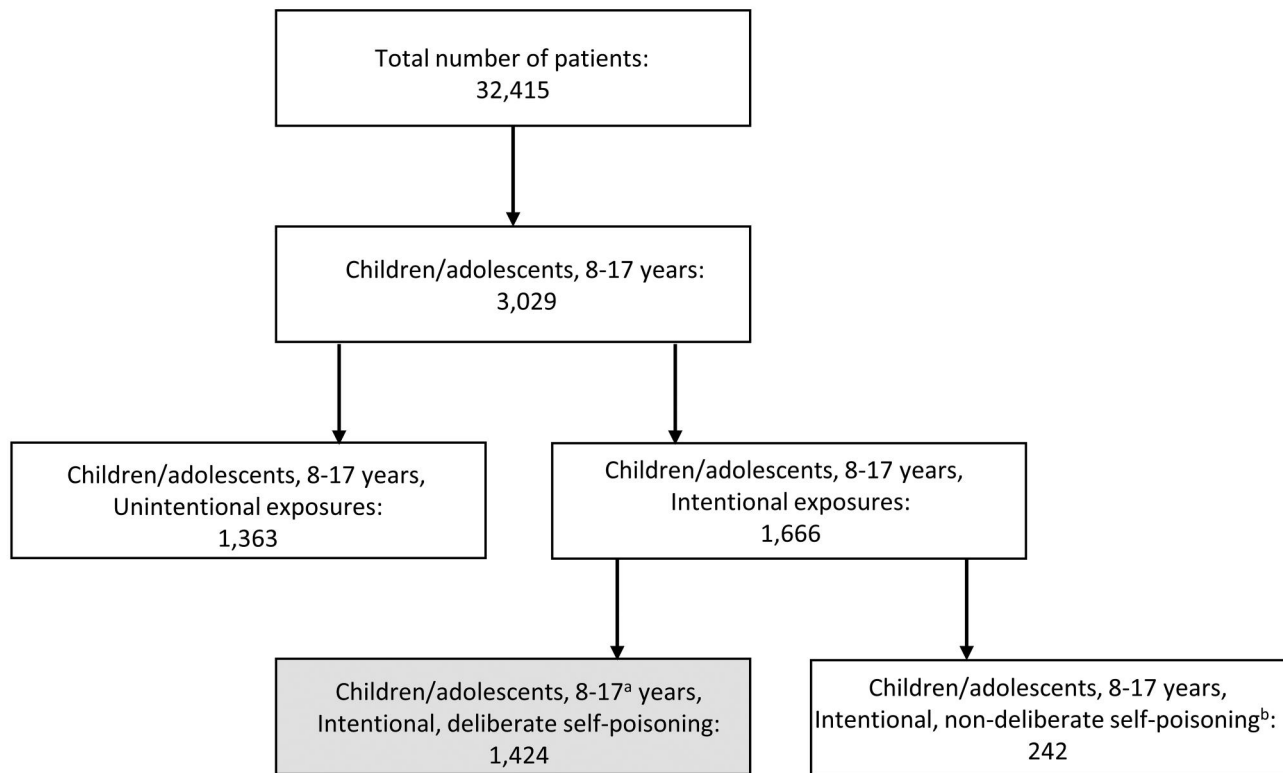 Total number of patients:
32,415
Children/adolescents, 8-17 years:
3,029
Children/adolescents, 8-17 years,
Unintentional exposures:
1,363
Children/adolescents, 8-17 years,
Intentional exposures:
1,666
Children/adolescents, 8-17ᵃ years,
Intentional, deliberate self-poisoning:
1,424
Children/adolescents, 8-17 years,
Intentional, non-deliberate self-poisoningᵇ:
242